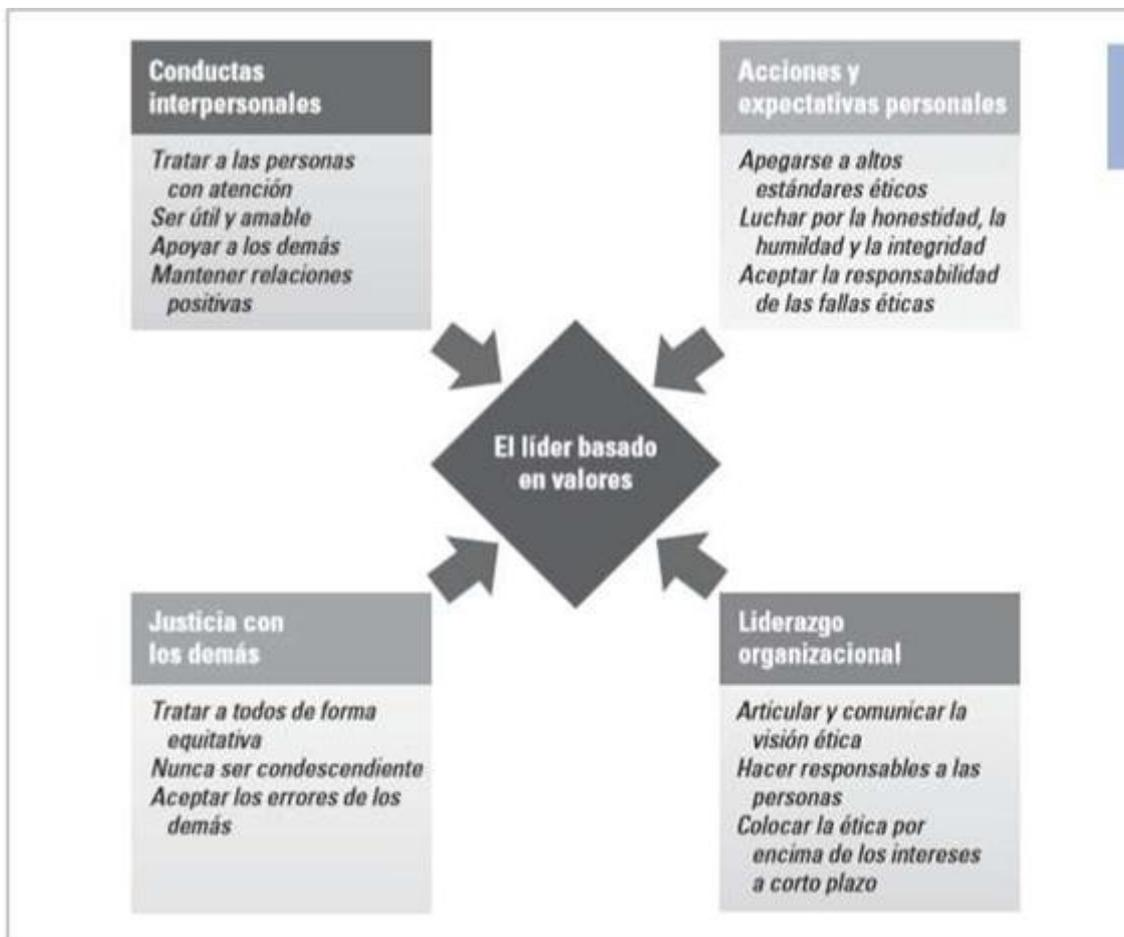 Conductas
interpersonales
Tratar a las personas
con atención
Ser útil y amable
Apoyar a los demás
Mantener relaciones
positivas
Acciones y
expectativas personales
Apegarse a altos
estándares éticos
Luchar por la honestidad, la
humildad y la integridad
Aceptar la responsabilidad
de las fallas éticas
El líder basado
en valores
Justicia con
los demás
Tratar a todos de forma
equitativa
Nunca ser condescendiente
Aceptar los errores de los
demás
Liderazgo
organizacional
Articular y comunicar la
visión ética
Hacer responsables a las
personas
Colocar la ética por
encima de los intereses
a corto plazo